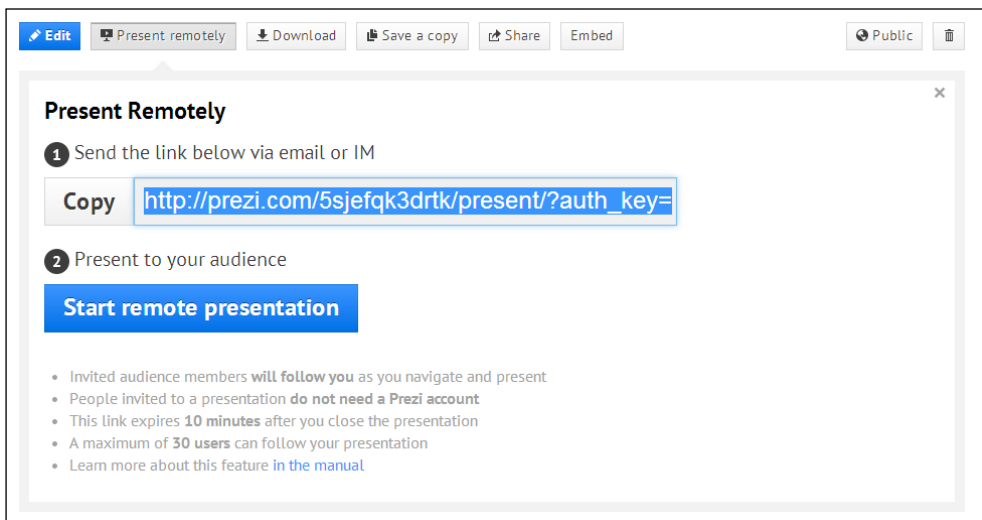 Edit Present remotely Download Save a copy Share Embed Public
Present Remotely
1 Send the link below via email or IM
Copy http://prezi.com/5sjefqk3drtk/present/?auth_key=
2 Present to your audience
Start remote presentation
• Invited audience members will follow you as you navigate and present
• People invited to a presentation do not need a Prezi account
• This link expires 10 minutes after you close the presentation
• A maximum of 30 users can follow your presentation
• Learn more about this feature in the manual